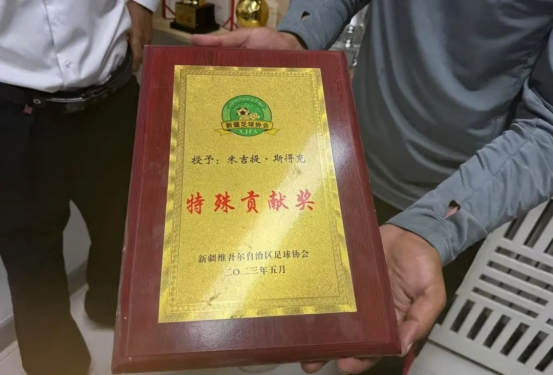 新疆足球协会
XJFA
授予：米吉提·斯得克
特殊贡献奖
新疆维吾尔自治区足球协会
二〇二三年五月